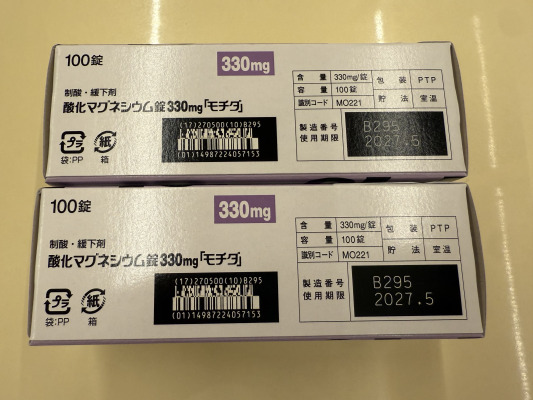 100錠
330mg
制酸・緩下剤
酸化マグネシウム錠330mg「モチダ」
プラ
紙
袋:PP
箱
(17)270500(10)B295
(01)14987224057153
含量 330mg/錠
容量 100錠
識別コード MO221
包装 PTP
貯法 室温
製造番号
使用期限
B295
2027.5
100錠
330mg
制酸・緩下剤
酸化マグネシウム錠330mg「モチダ」
プラ
紙
袋:PP
箱
(17)270500(10)B295
(01)14987224057153
含量 330mg/錠
容量 100錠
識別コード MO221
包装 PTP
貯法 室温
製造番号
使用期限
B295
2027.5